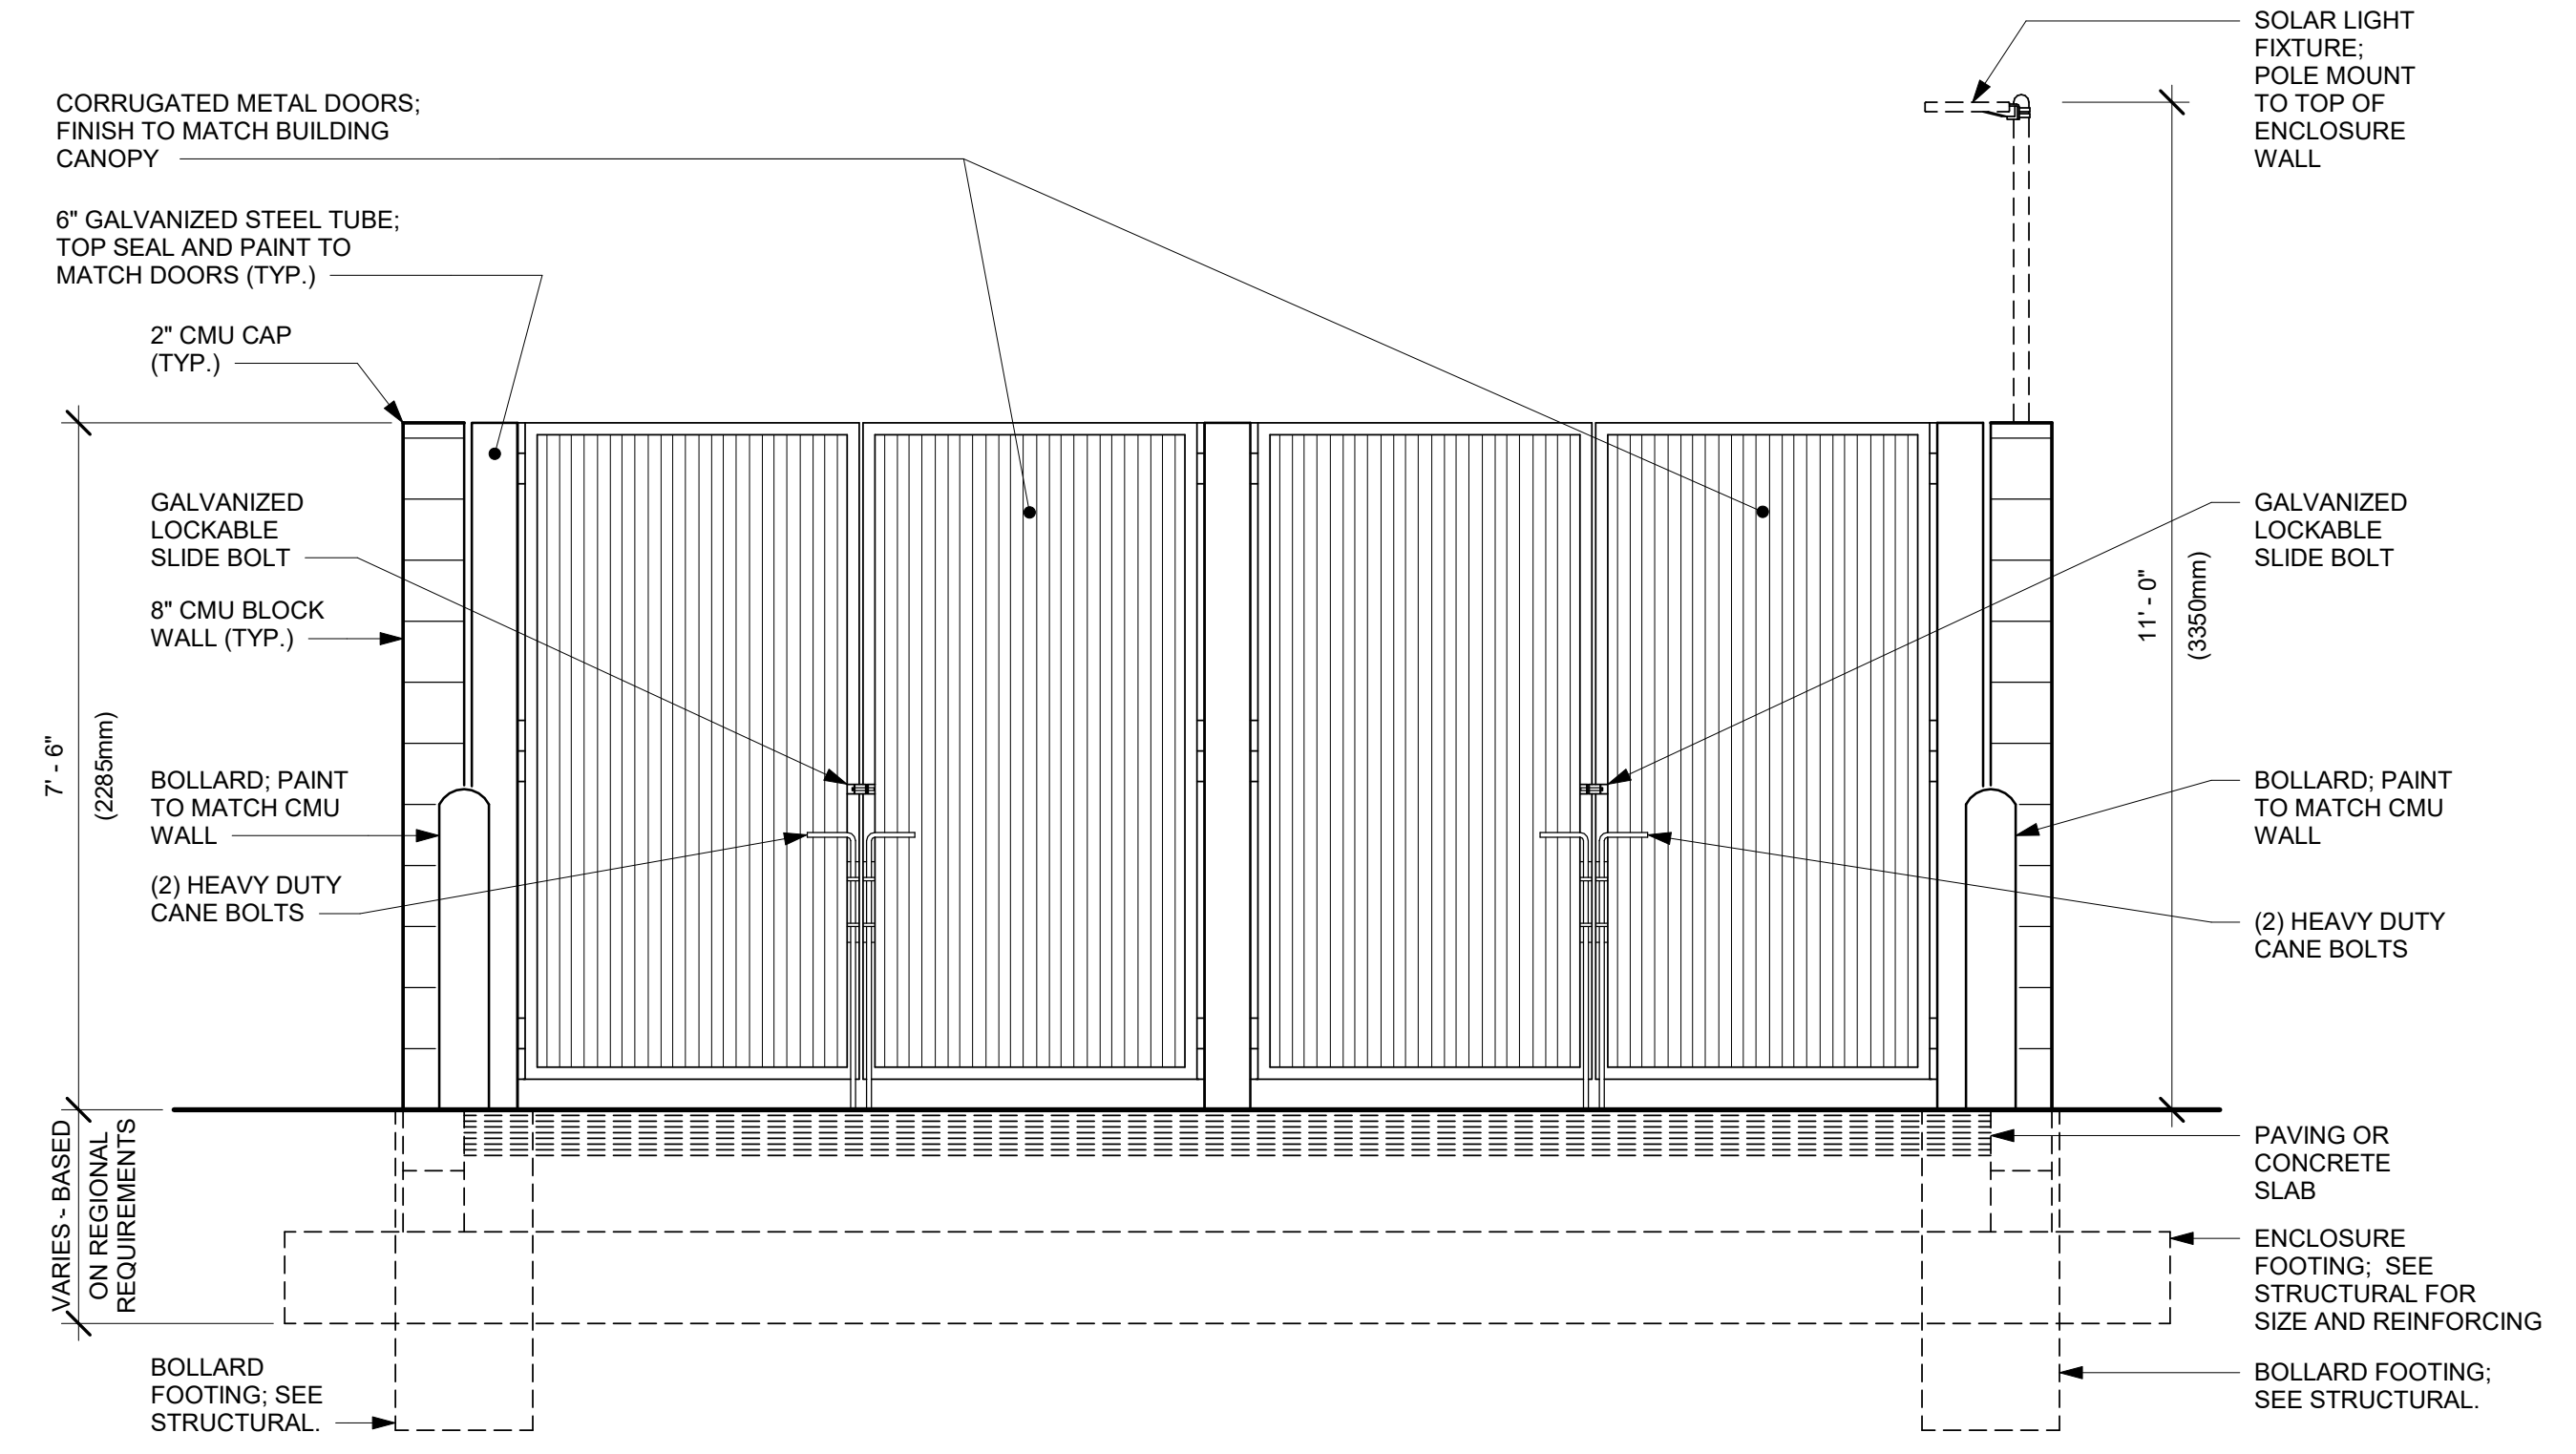 CORRUGATED METAL DOORS;
FINISH TO MATCH BUILDING
CANOPY
6" GALVANIZED STEEL TUBE;
TOP SEAL AND PAINT TO
MATCH DOORS (TYP.)
2" CMU CAP
(TYP.)
GALVANIZED
LOCKABLE
SLIDE BOLT
8" CMU BLOCK
WALL (TYP.)
7' - 6"
(2285mm)
BOLLARD; PAINT
TO MATCH CMU
WALL
(2) HEAVY DUTY
CANE BOLTS
VARIES - BASED
ON REGIONAL
REQUIREMENTS
BOLLARD
FOOTING; SEE
STRUCTURAL.
SOLAR LIGHT
FIXTURE;
POLE MOUNT
TO TOP OF
ENCLOSURE
WALL
GALVANIZED
LOCKABLE
SLIDE BOLT
11' - 0"
(3350mm)
BOLLARD; PAINT
TO MATCH CMU
WALL
(2) HEAVY DUTY
CANE BOLTS
PAVING OR
CONCRETE
SLAB
ENCLOSURE
FOOTING;  SEE
STRUCTURAL FOR
SIZE AND REINFORCING
BOLLARD FOOTING;
SEE STRUCTURAL.